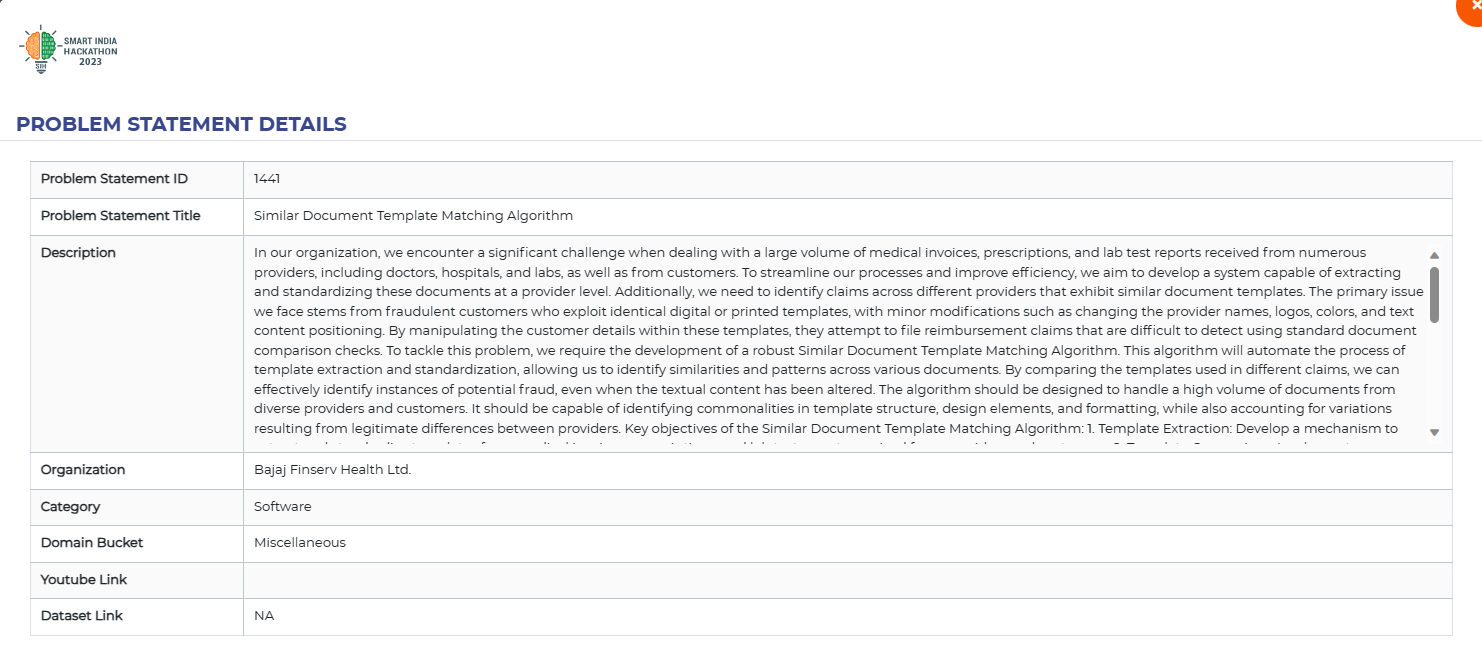 SMART INDIA
HACKATHON
2023
SIH
PROBLEM STATEMENT DETAILS
Problem Statement ID 1441
Problem Statement Title Similar Document Template Matching Algorithm
Description In our organization, we encounter a significant challenge when dealing with a large volume of medical invoices, prescriptions, and lab test reports received from numerous
providers, including doctors, hospitals, and labs, as well as from customers. To streamline our processes and improve efficiency, we aim to develop a system capable of extracting
and standardizing these documents at a provider level. Additionally, we need to identify claims across different providers that exhibit similar document templates. The primary issue
we face stems from fraudulent customers who exploit identical digital or printed templates, with minor modifications such as changing the provider names, logos, colors, and text
content positioning. By manipulating the customer details within these templates, they attempt to file reimbursement claims that are difficult to detect using standard document
comparison checks. To tackle this problem, we require the development of a robust Similar Document Template Matching Algorithm. This algorithm will automate the process of
template extraction and standardization, allowing us to identify similarities and patterns across various documents. By comparing the templates used in different claims, we can
effectively identify instances of potential fraud, even when the textual content has been altered. The algorithm should be designed to handle a high volume of documents from
diverse providers and customers. It should be capable of identifying commonalities in template structure, design elements, and formatting, while also accounting for variations
resulting from legitimate differences between providers. Key objectives of the Similar Document Template Matching Algorithm: 1. Template Extraction: Develop a mechanism to
Organization Bajaj Finserv Health Ltd.
Category Software
Domain Bucket Miscellaneous
Youtube Link
Dataset Link NA